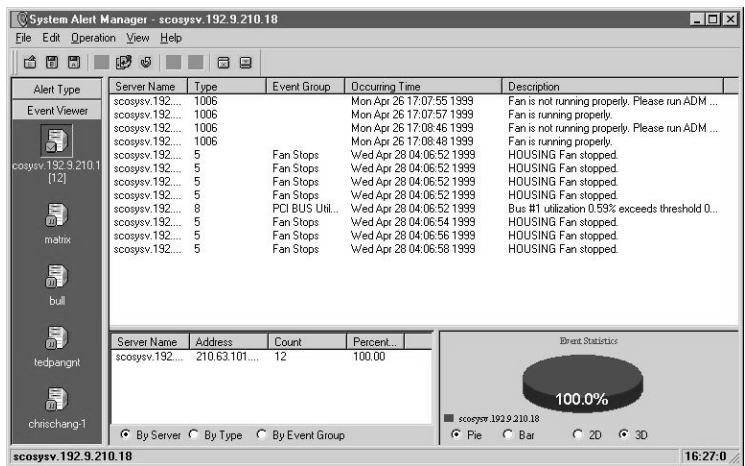 System Alert Manager - scosysv.192.9.210.18
File Edit Operation View Help
Alert Type
Event Viewer
cosysv.192.9.210.1
[12]
matrix
bull
tedpangnt
chrischang-1
Server Name Type Event Group Occurring Time Description
scosysv.192.... 1006 Mon Apr 26 17:07:55 1999 Fan is not running properly. Please run ADM ...
scosysv.192.... 1006 Mon Apr 26 17:07:57 1999 Fan is running properly.
scosysv.192.... 1006 Mon Apr 26 17:08:46 1999 Fan is not running properly. Please run ADM ...
scosysv.192.... 1006 Mon Apr 26 17:08:48 1999 Fan is running properly.
scosysv.192.... 5 Fan Stops Wed Apr 28 04:06:52 1999 HOUSING Fan stopped.
scosysv.192.... 5 Fan Stops Wed Apr 28 04:06:52 1999 HOUSING Fan stopped.
scosysv.192.... 5 Fan Stops Wed Apr 28 04:06:52 1999 HOUSING Fan stopped.
scosysv.192.... 5 Fan Stops Wed Apr 28 04:06:52 1999 HOUSING Fan stopped.
scosysv.192.... 8 PCI BUS Util... Wed Apr 28 04:06:52 1999 Bus #1 utilization 0.59% exceeds threshold 0...
scosysv.192.... 5 Fan Stops Wed Apr 28 04:06:54 1999 HOUSING Fan stopped.
scosysv.192.... 5 Fan Stops Wed Apr 28 04:06:56 1999 HOUSING Fan stopped.
scosysv.192.... 5 Fan Stops Wed Apr 28 04:06:58 1999 HOUSING Fan stopped.
Server Name Address Count Percent...
scosysv.192.... 210.63.101.... 12 100.00
By Server By Type By Event Group
Event Statistics
100.0%
scosysv.192.9.210.18
Pie Bar 2D 3D
scosysv.192.9.210.18 16:27:0